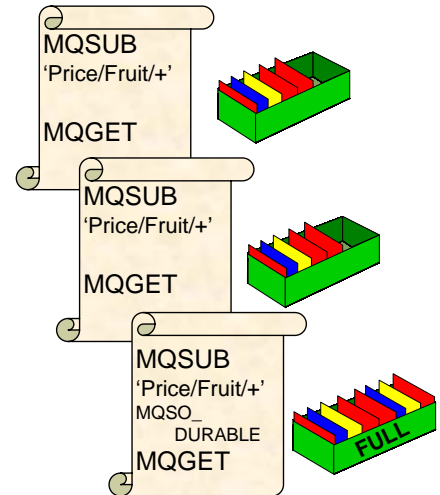 MQSUB
‘Price/Fruit/+’
MQGET
MQSUB
‘Price/Fruit/+’
MQGET
MQSUB
‘Price/Fruit/+’
MQSO_
DURABLE
MQGET
FULL